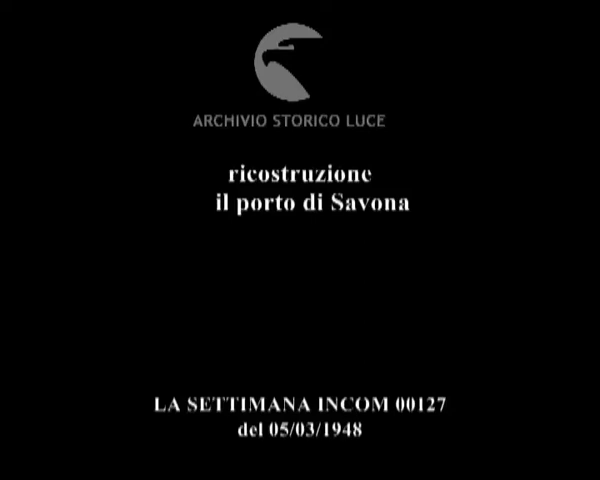 ARCHIVIO STORICO LUCE
ricostruzione
il porto di Savona
LA SETTIMANA INCOM 00127
del 05/03/1948